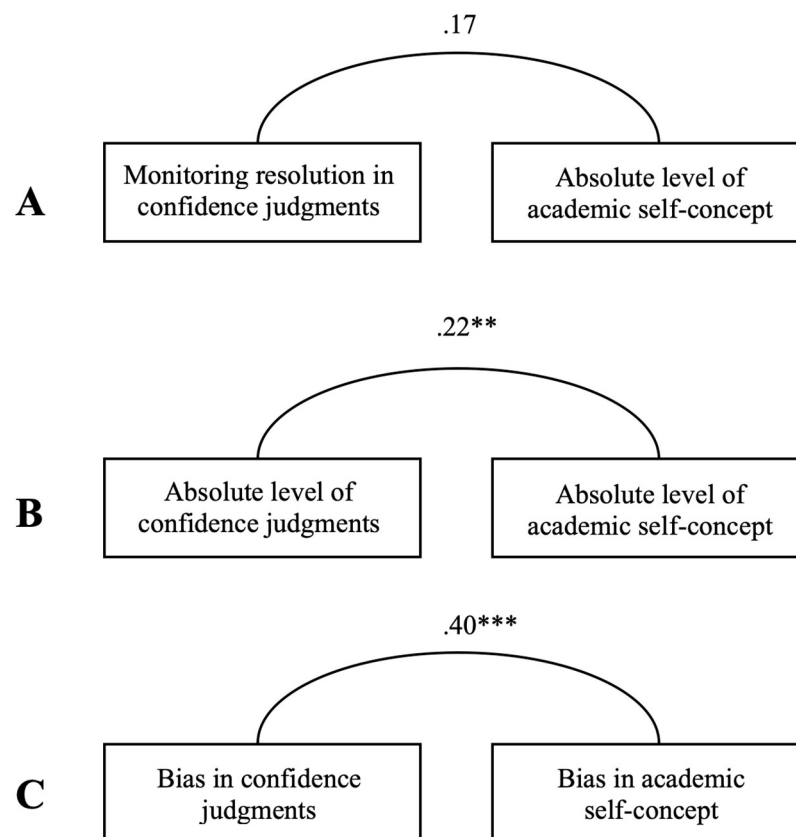 .17
Monitoring resolution in
confidence judgments
Absolute level of
academic self-concept
A
.22**
Absolute level of
confidence judgments
Absolute level of
academic self-concept
B
.40***
Bias in confidence
judgments
Bias in academic
self-concept
C